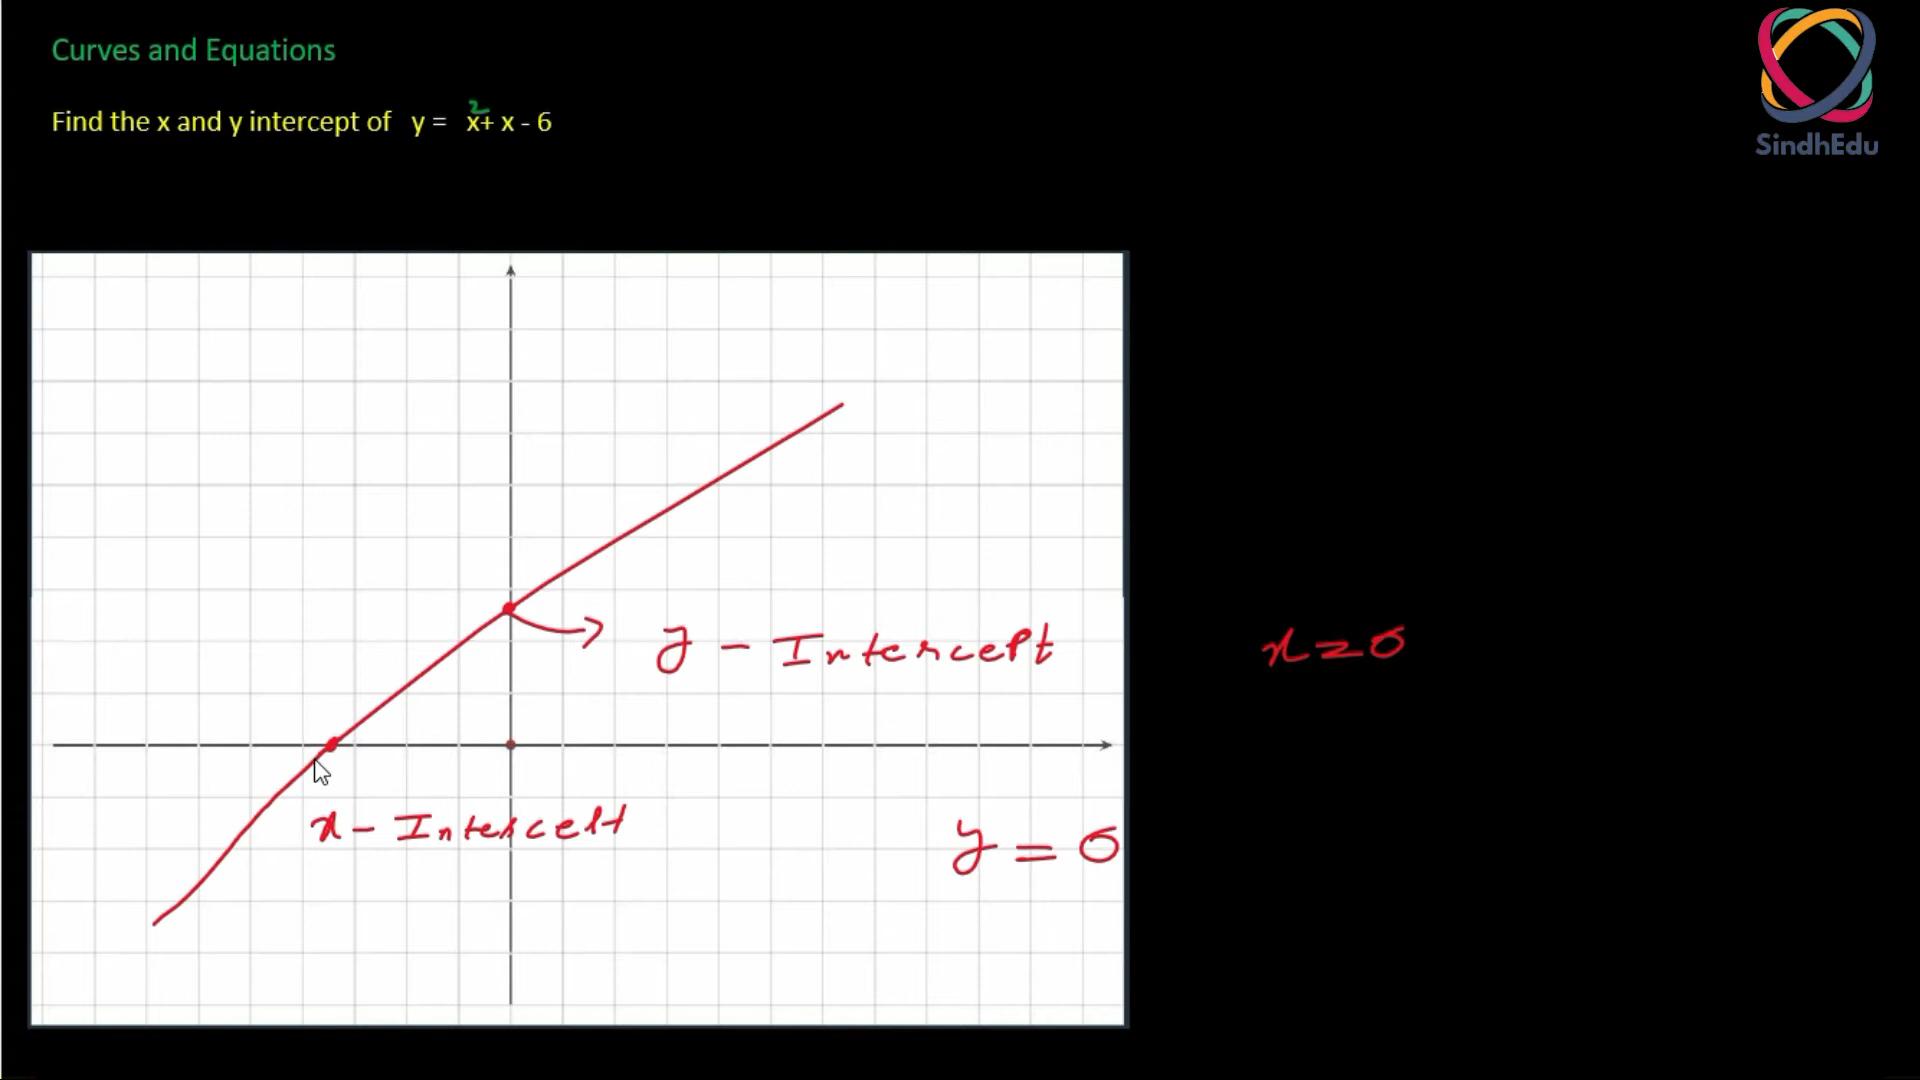 Curves and Equations
SindhEdu
Find the x and y intercept of y = x²+ x - 6
y - Intercept
x = 0
x - Intercept
y = 0